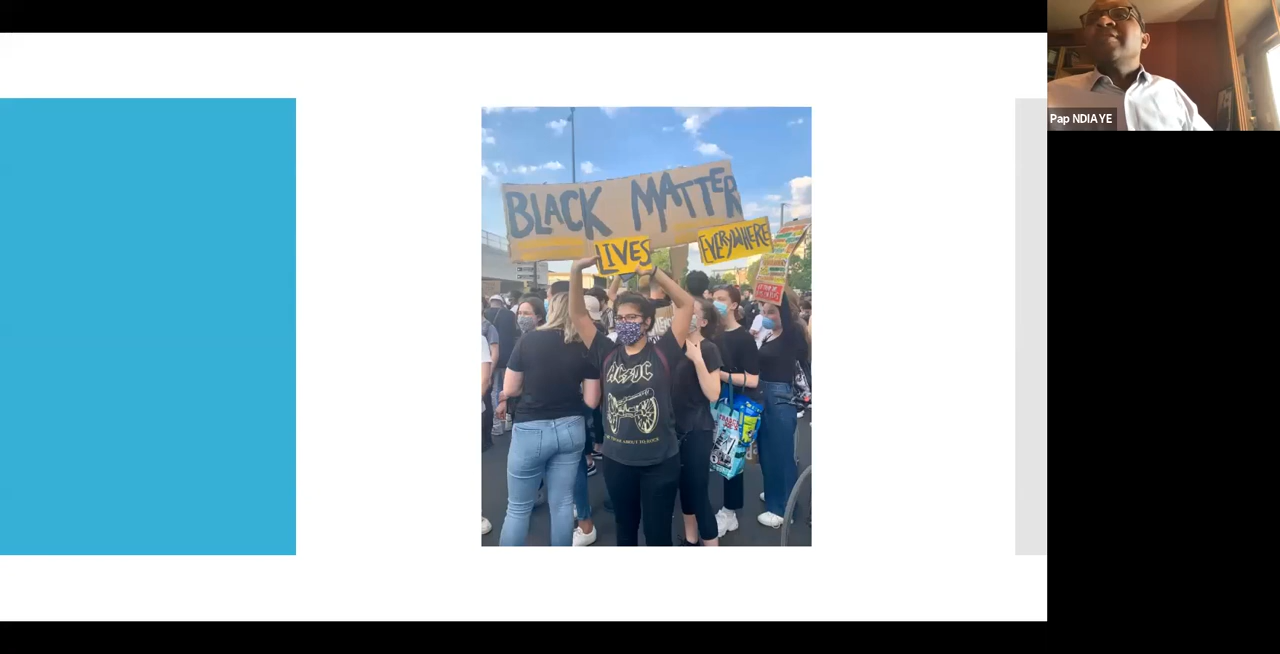 BLACK MATTER
LIVES
EVERYWHERE
AC DC
Pap NDIAYE